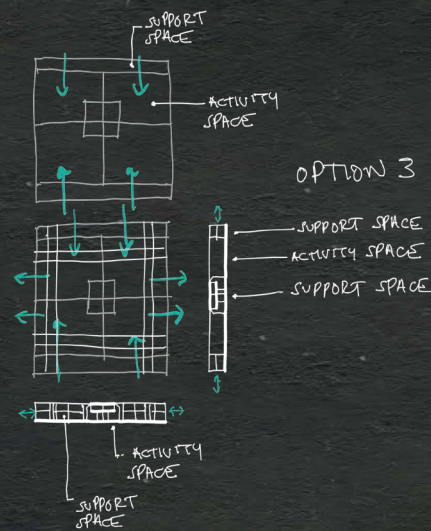 SUPPORT
SPACE
ACTIVITY
SPACE
OPTION 3
SUPPORT SPACE
ACTIVITY SPACE
SUPPORT SPACE
ACTIVITY
SPACE
SUPPORT
SPACE